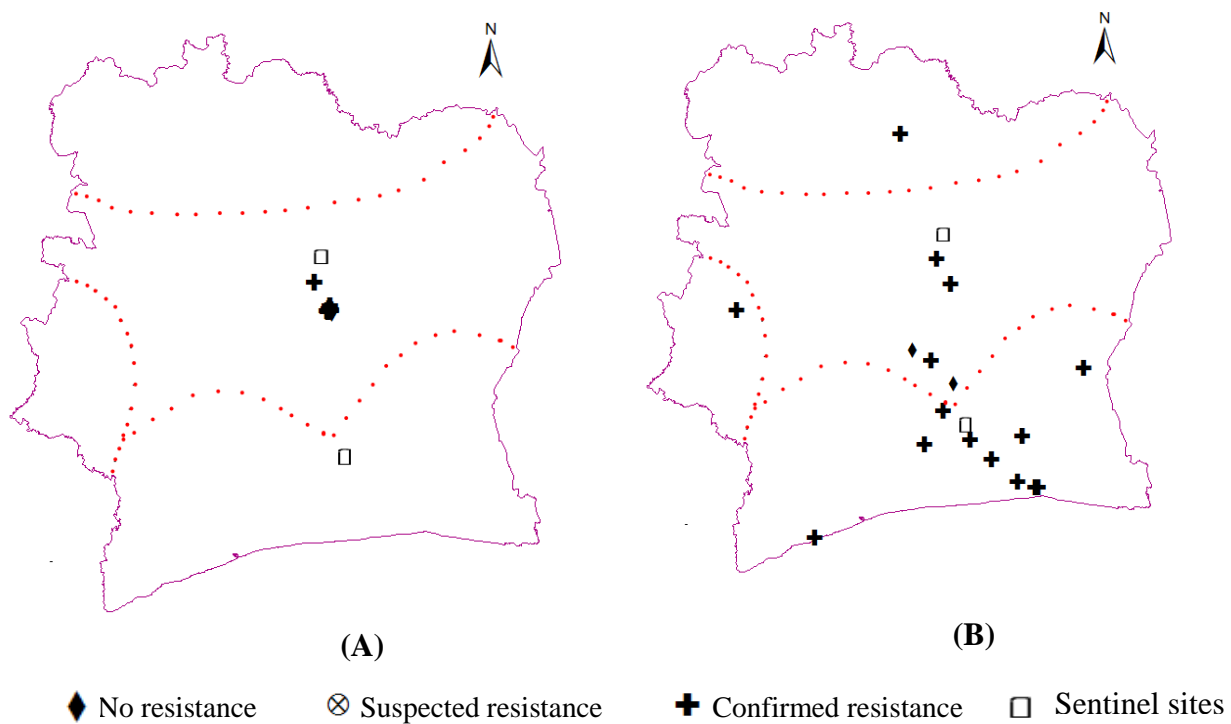 N
N
(A)
(B)
No resistance
Suspected resistance
Confirmed resistance
Sentinel sites